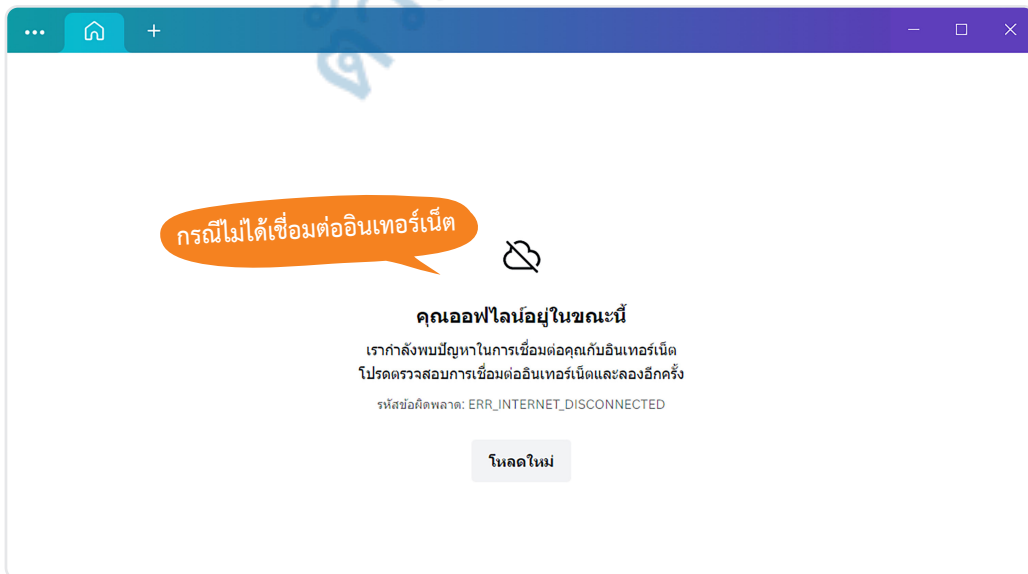 กรณีไม่ได้เชื่อมต่ออินเทอร์เน็ต
คุณออฟไลน์อยู่ในขณะนี้
เรากำลังพบปัญหาในการเชื่อมต่อคุณกับอินเทอร์เน็ต
โปรดตรวจสอบการเชื่อมต่ออินเทอร์เน็ตและลองอีกครั้ง
รหัสข้อผิดพลาด: ERR_INTERNET_DISCONNECTED
โหลดใหม่